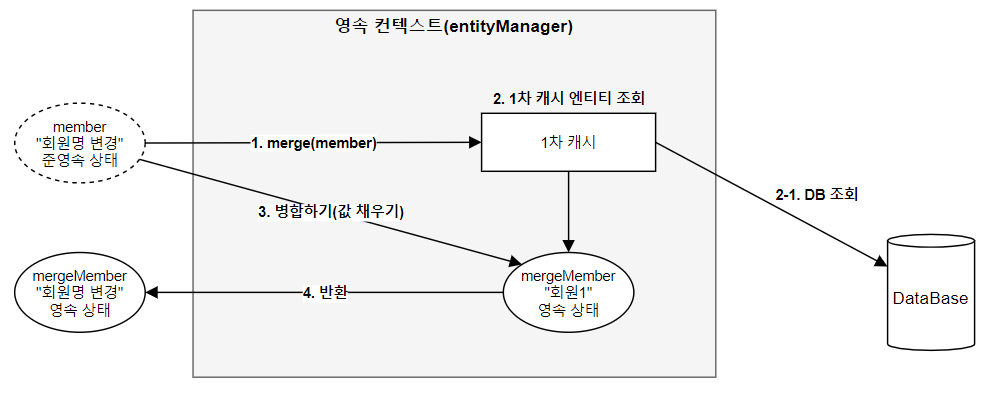 영속 컨텍스트(entityManager)
2. 1차 캐시 엔티티 조회
member
"회원명 변경"
준영속 상태
1. merge(member)
1차 캐시
2-1. DB 조회
3. 병합하기(값 채우기)
mergeMember
"회원명 변경"
영속 상태
4. 반환
mergeMember
"회원1"
영속 상태
DataBase